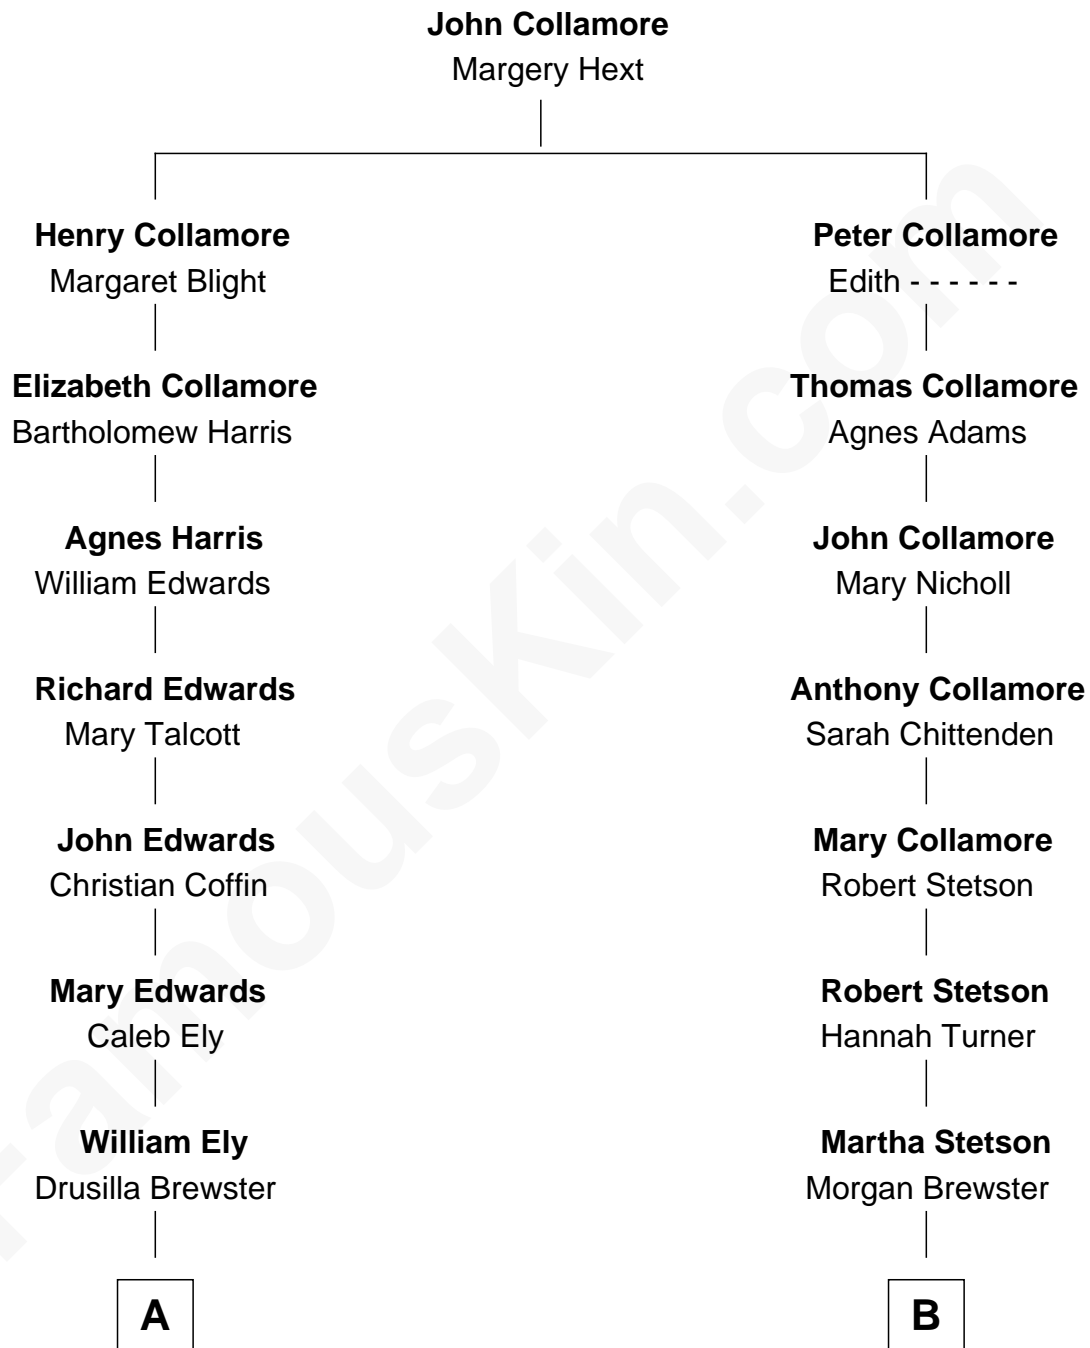 John Collamore
Margery Hext
Henry Collamore
Margaret Blight
Peter Collamore
Edith - - - - - -
Elizabeth Collamore
Bartholomew Harris
Thomas Collamore
Agnes Adams
Agnes Harris
William Edwards
John Collamore
Mary Nicholl
Richard Edwards
Mary Talcott
Anthony Collamore
Sarah Chittenden
John Edwards
Christian Coffin
Mary Collamore
Robert Stetson
Mary Edwards
Caleb Ely
Robert Stetson
Hannah Turner
William Ely
Drusilla Brewster
Martha Stetson
Morgan Brewster
A
B
FamousKin.com